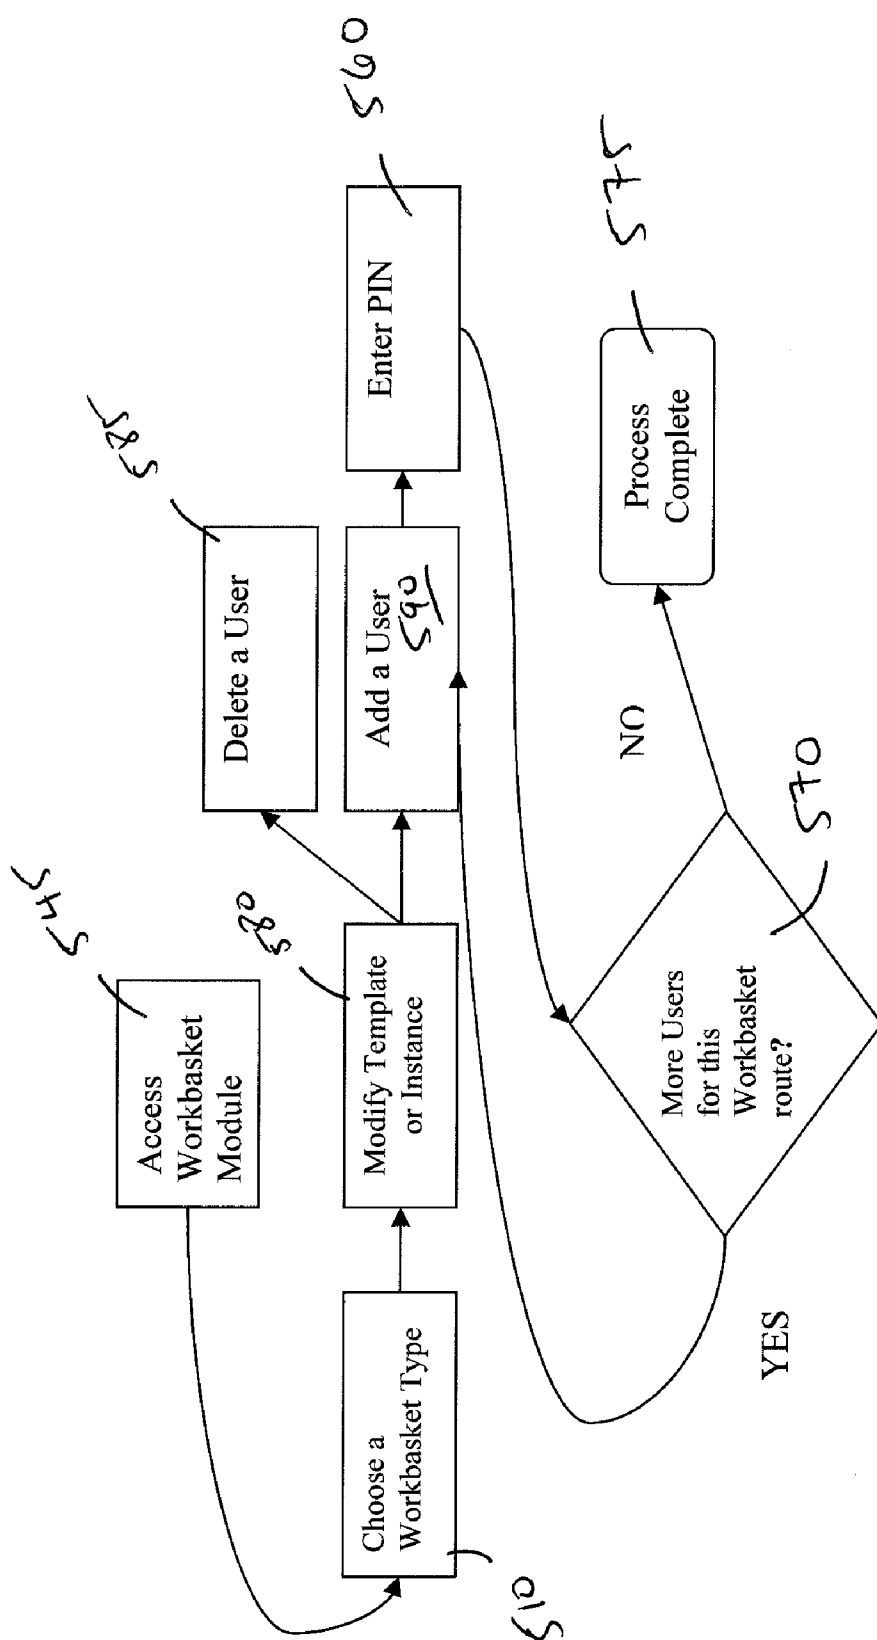 Access
Workbasket
Module
545
Choose a
Workbasket Type
510
Modify Template
or Instance
580
Delete a User
585
Add a User
590
Enter PIN
560
More Users
for this
Workbasket
route?
570
YES
NO
Process
Complete
575